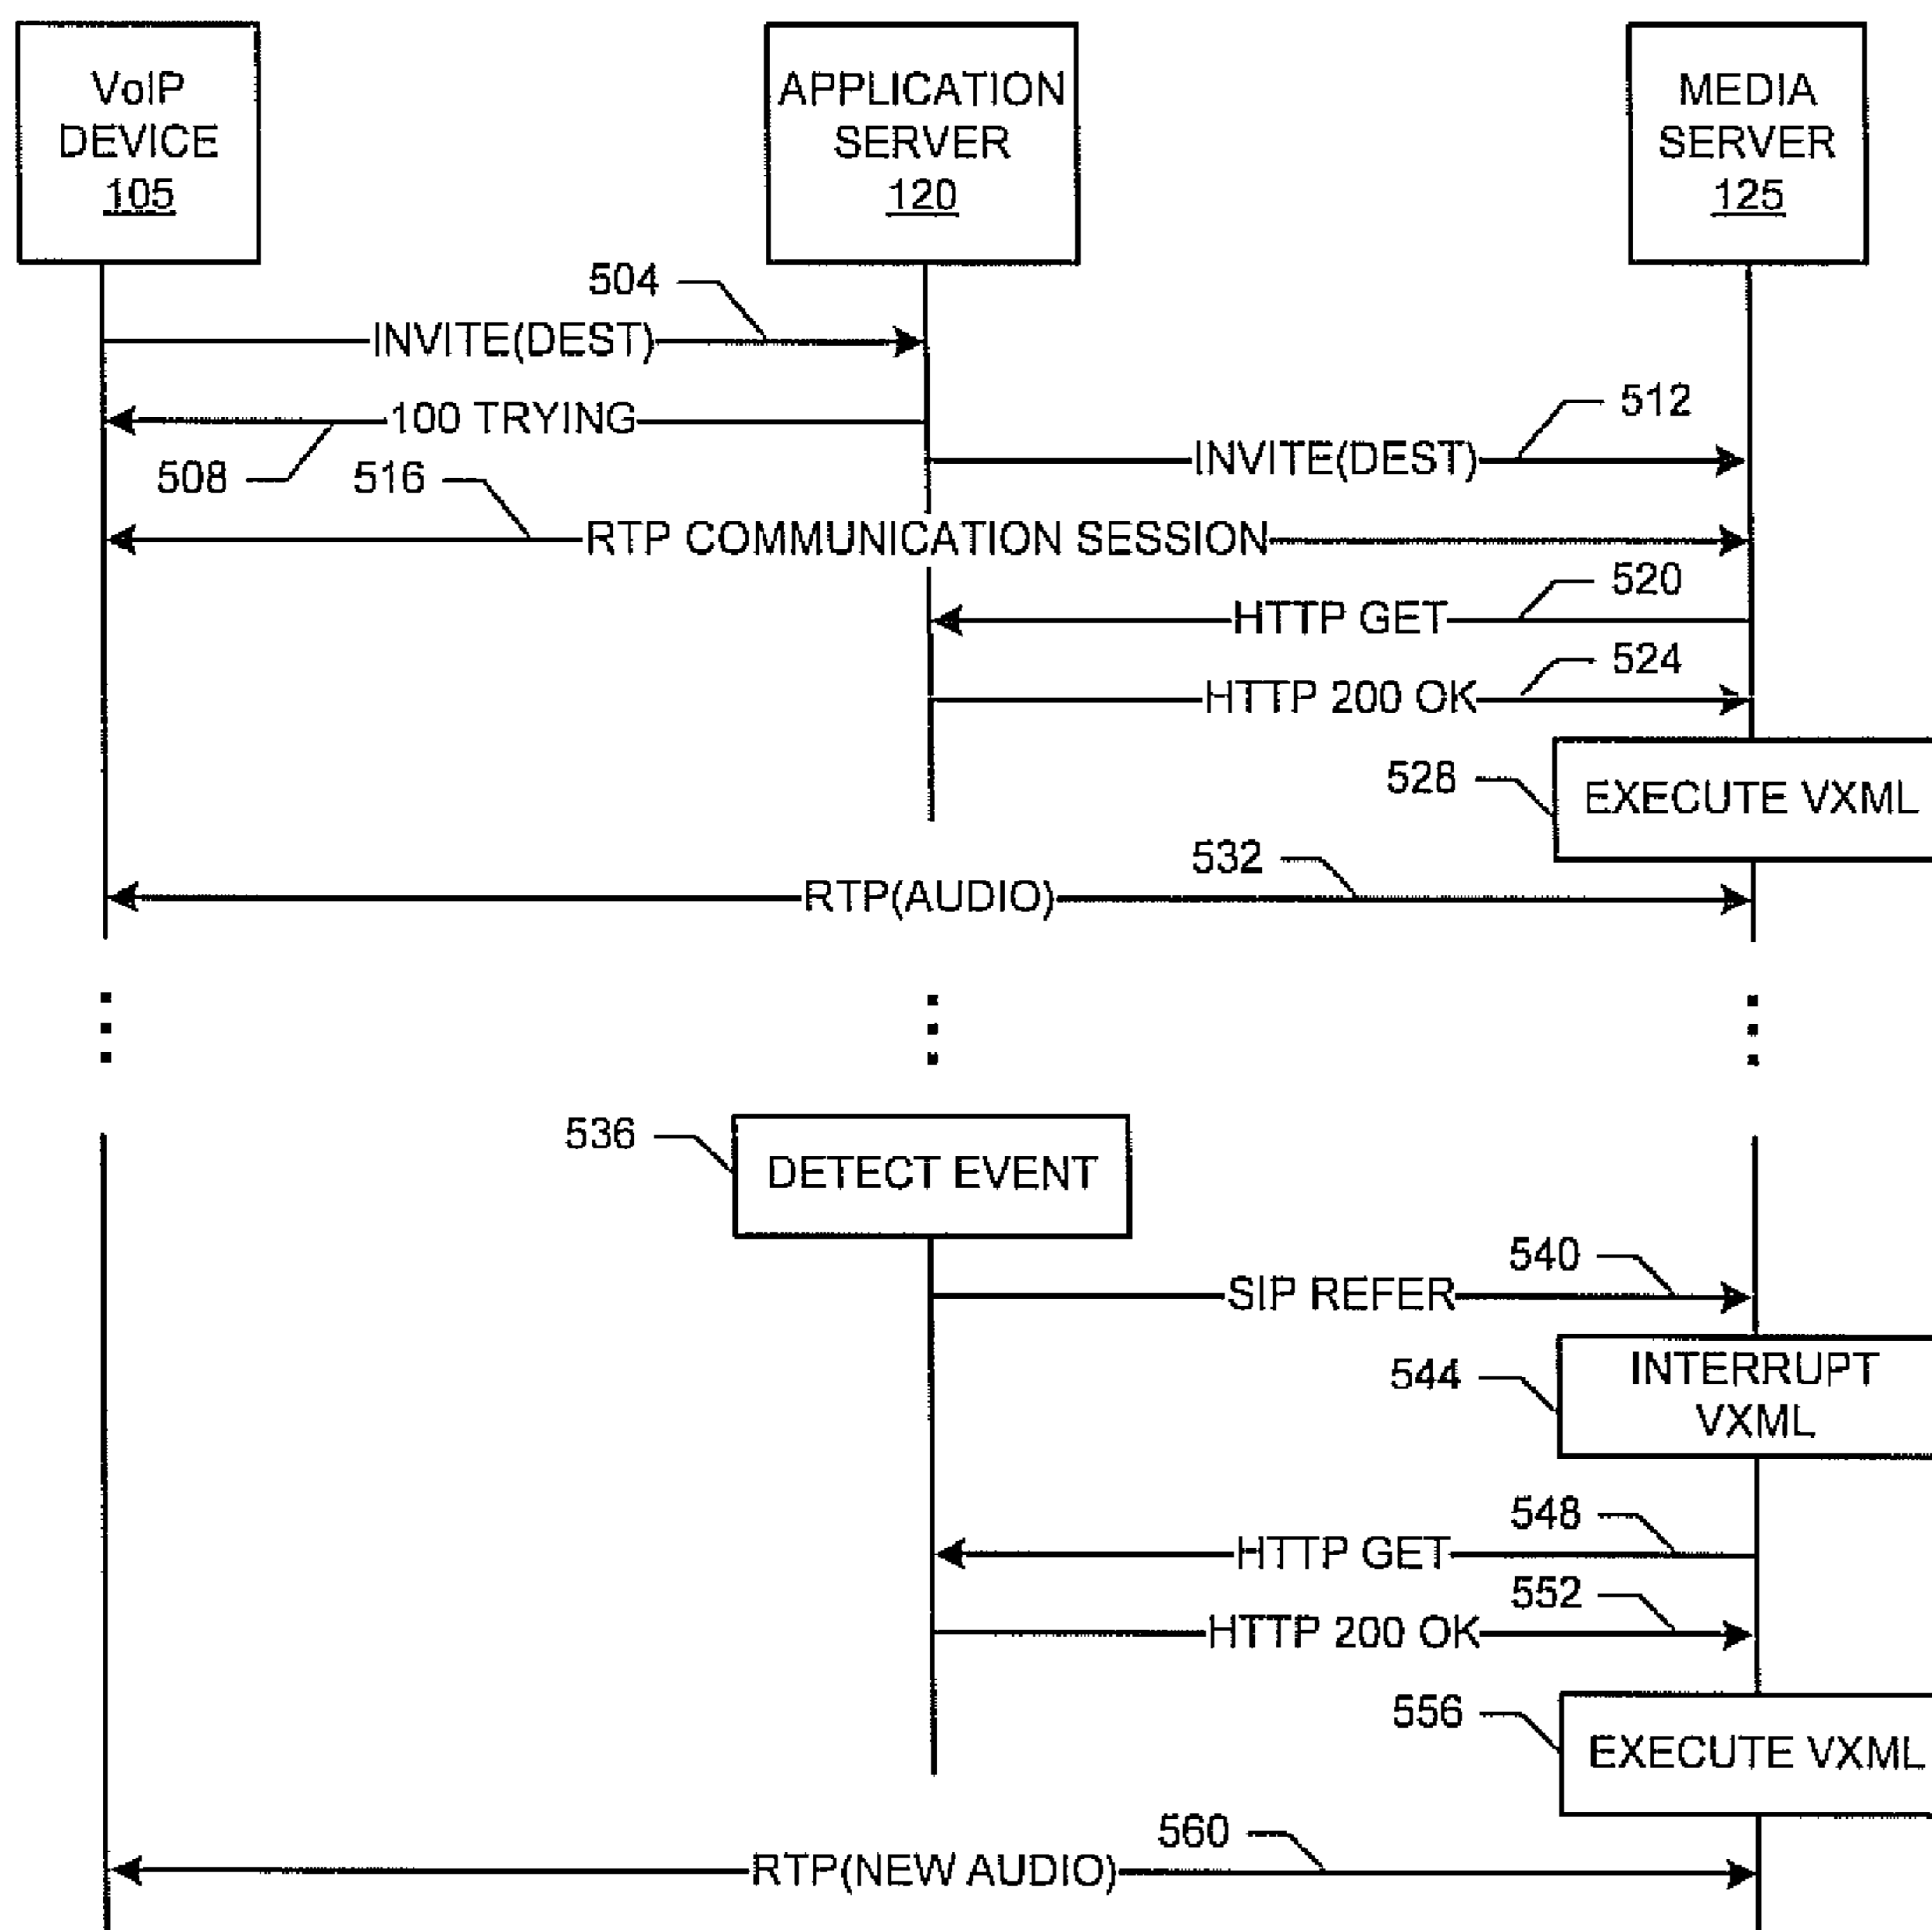 VoIP
DEVICE
105
APPLICATION
SERVER
120
MEDIA
SERVER
125
504
INVITE(DEST)
100 TRYING
512
INVITE(DEST)
508
516
RTP COMMUNICATION SESSION
520
HTTP GET
524
HTTP 200 OK
528
EXECUTE VXML
532
RTP(AUDIO)
536
DETECT EVENT
540
SIP REFER
544
INTERRUPT
VXML
548
HTTP GET
552
HTTP 200 OK
556
EXECUTE VXML
560
RTP(NEW AUDIO)